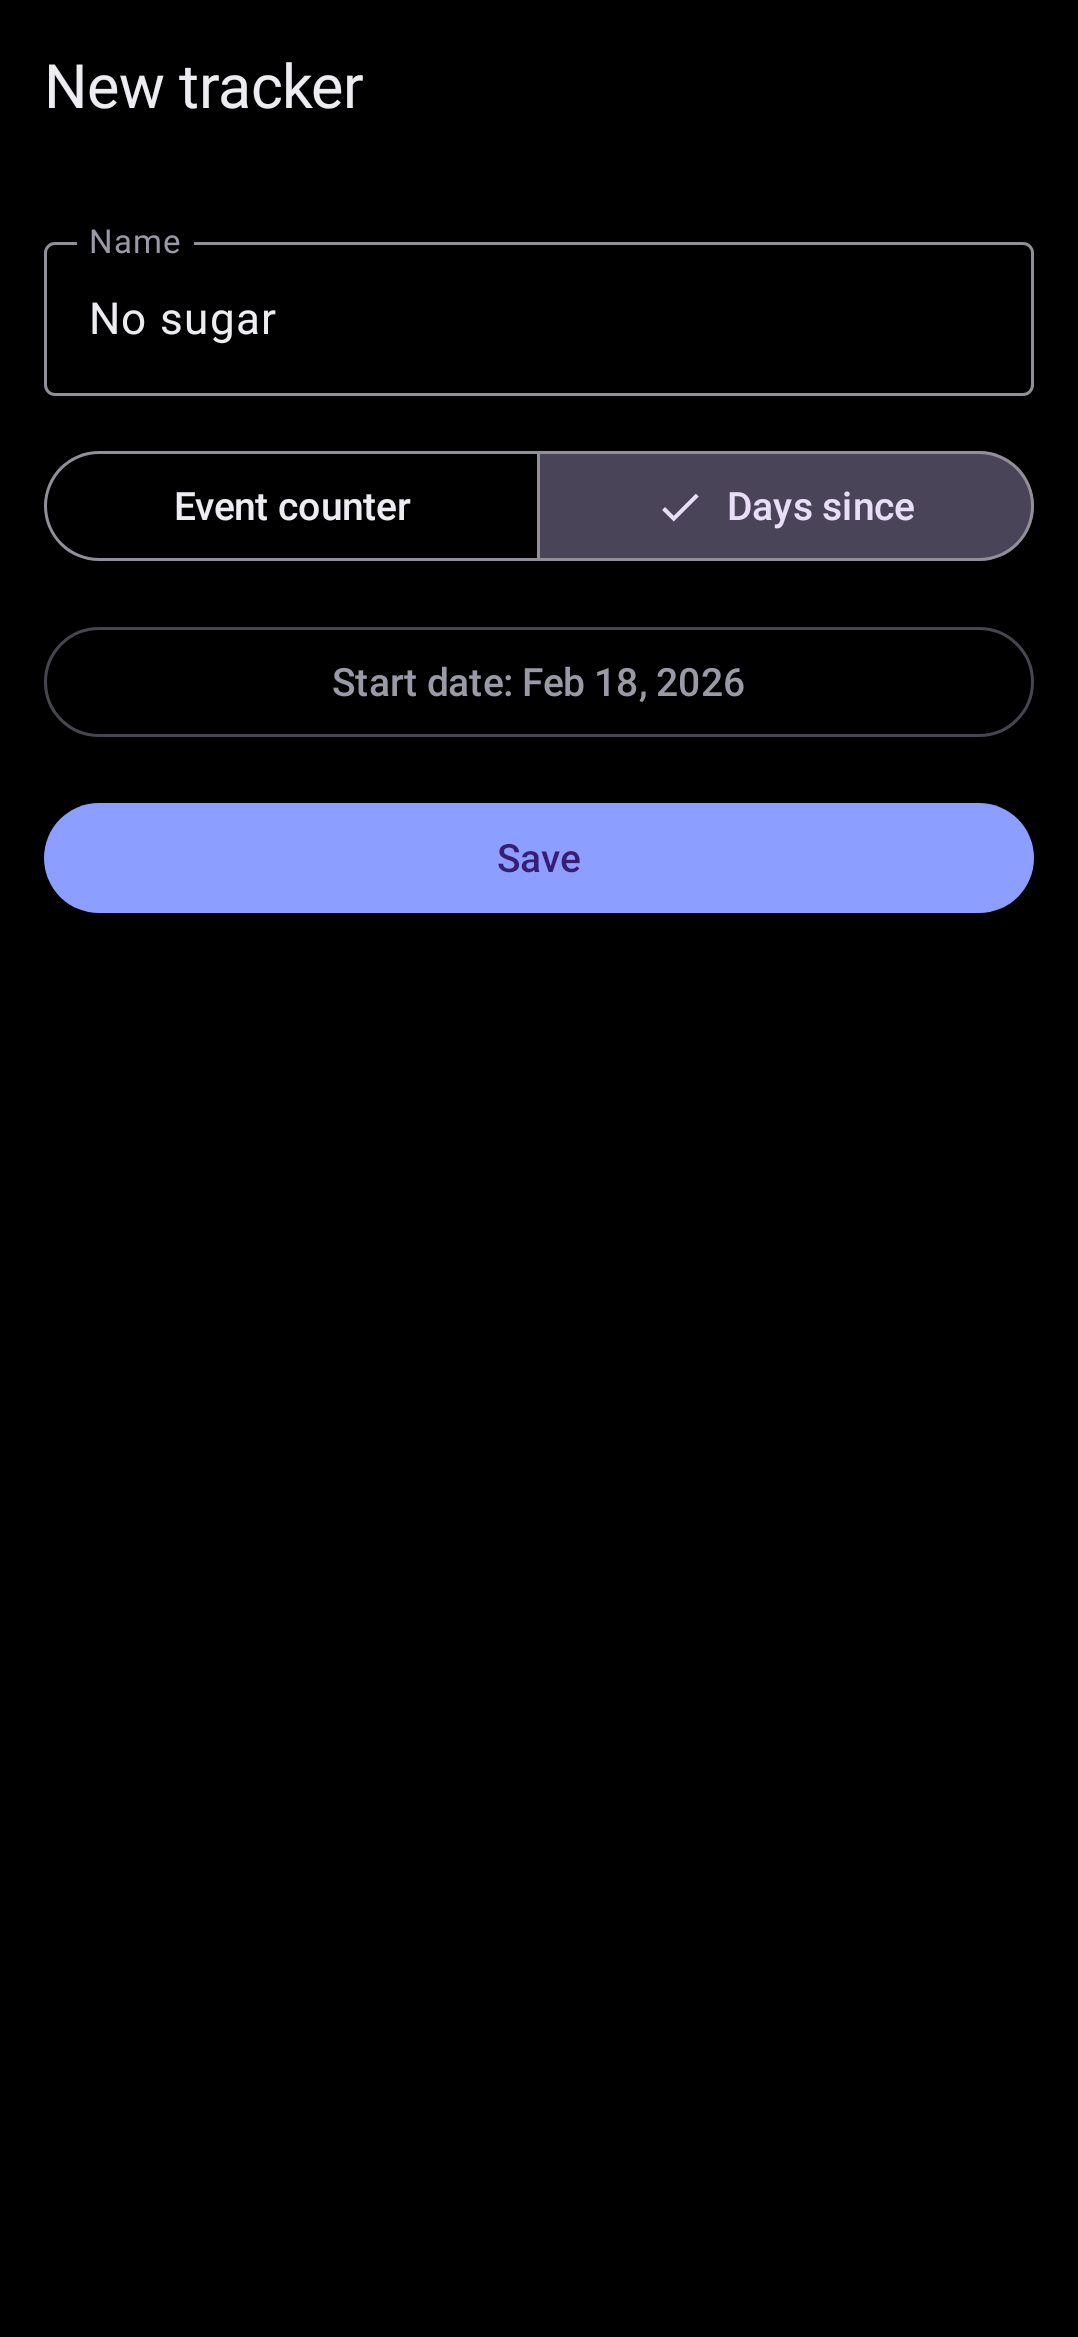 New tracker
Name
No sugar
Event counter
Days since
Start date: Feb 18, 2026
Save